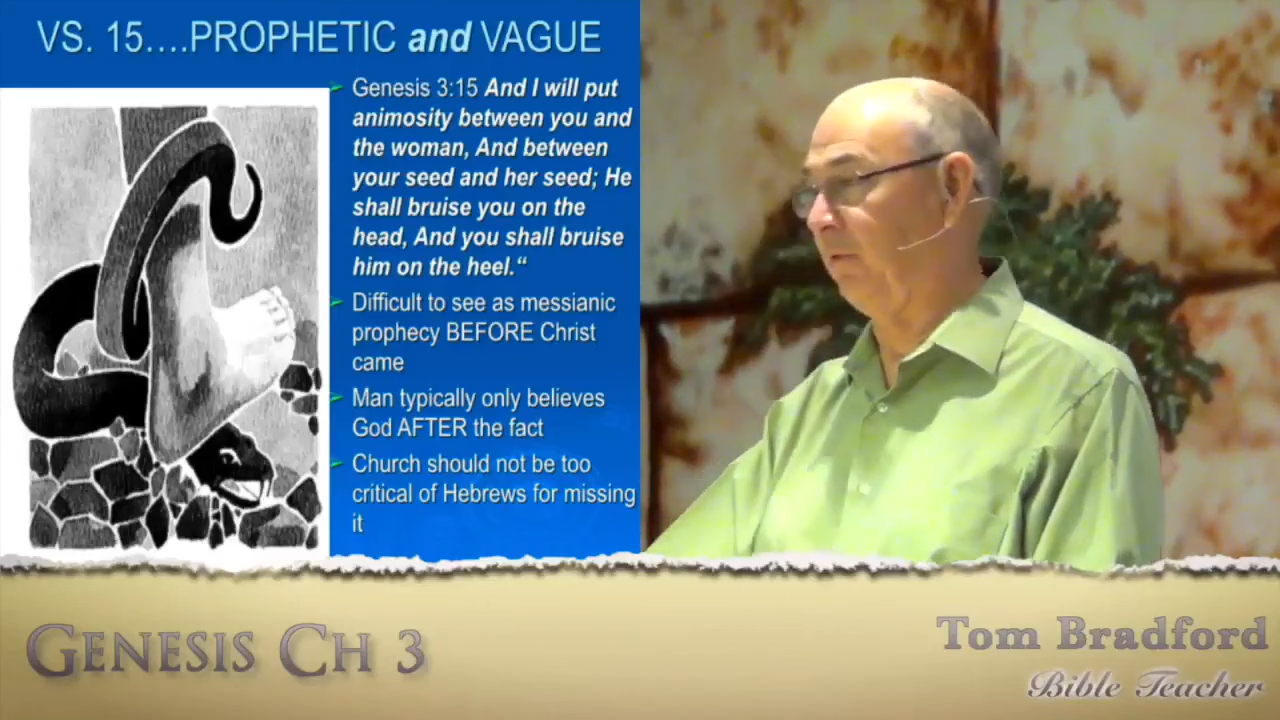 VS. 15....PROPHETIC and VAGUE
Genesis 3:15 And I will put
animosity between you and
the woman, And between
your seed and her seed; He
shall bruise you on the
head, And you shall bruise
him on the heel.“
Difficult to see as messianic
prophecy BEFORE Christ
came
Man typically only believes
God AFTER the fact
Church should not be too
critical of Hebrews for missing
it
GENESIS CH 3
Tom Bradford
Bible Teacher